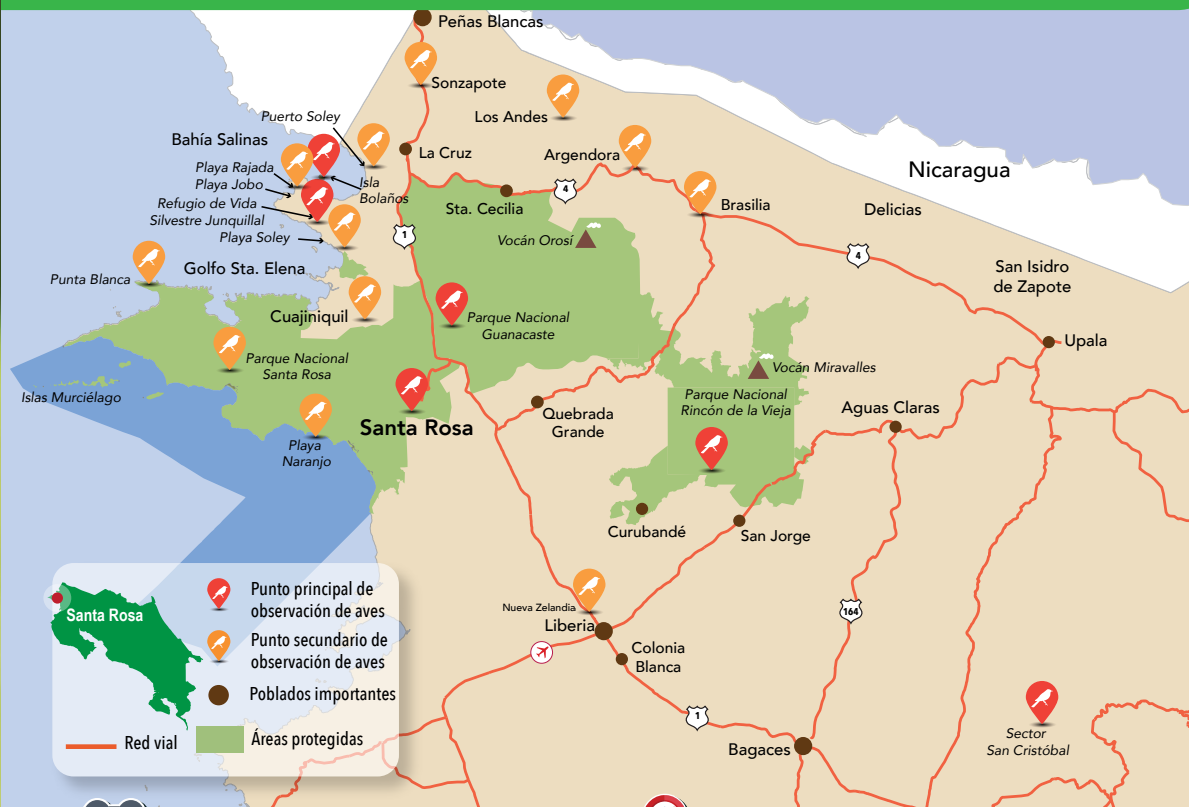 Peñas Blancas
Sonzapote
Los Andes
Puerto Soley
Bahía Salinas
La Cruz
Argendora
Nicaragua
Playa Rajada
Playa Jobo
Isla
Bolaños
Refugio de Vida
Silvestre Junquillal
Playa Soley
Sta. Cecilia
4
Brasilia
Delicias
1
Vocán Orosí
4
Golfo Sta. Elena
Punta Blanca
San Isidro
de Zapote
Cuajiniquil
Parque Nacional
Guanacaste
Upala
Parque Nacional
Santa Rosa
Vocán Miravalles
Islas Murciélago
Parque Nacional
Rincón de la Vieja
Aguas Claras
Quebrada
Grande
Santa Rosa
Playa
Naranjo
Curubandé
San Jorge
Nueva Zelandia
Liberia
164
Colonia
Blanca
1
Bagaces
Sector
San Cristóbal
Santa Rosa
Punto principal de
observación de aves
Punto secundario de
observación de aves
Poblados importantes
Red vial
Áreas protegidas